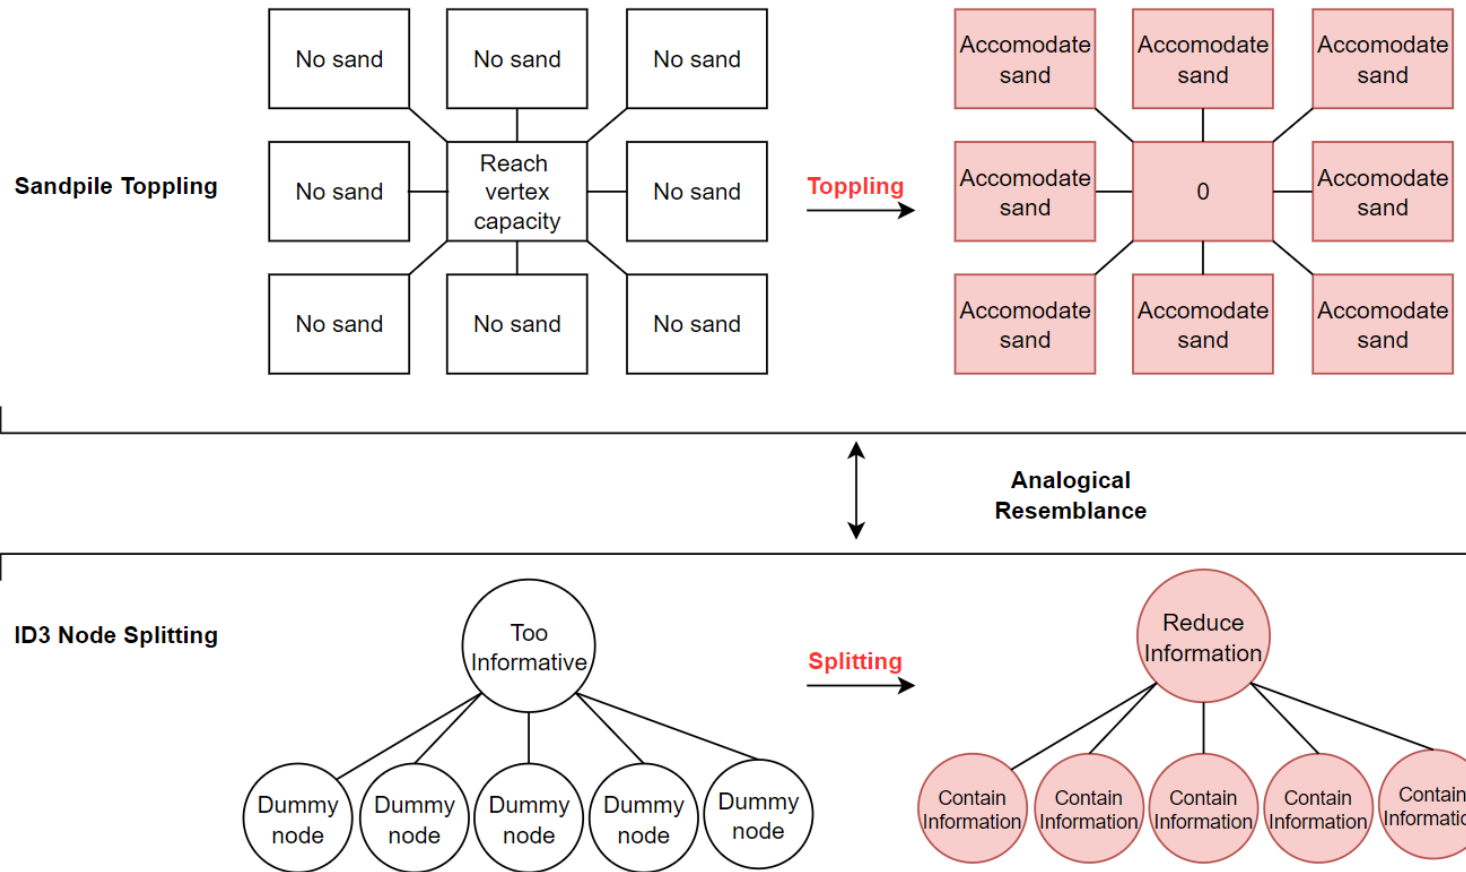 No sand
No sand
No sand
Accomodate
sand
Accomodate
sand
Accomodate
sand
Sandpile Toppling
No sand
Reach
vertex
capacity
No sand
Toppling
Accomodate
sand
0
Accomodate
sand
No sand
No sand
No sand
Accomodate
sand
Accomodate
sand
Accomodate
sand
Analogical
Resemblance
ID3 Node Splitting
Too
Informative
Splitting
Reduce
Information
Dummy
node
Dummy
node
Dummy
node
Dummy
node
Dummy
node
Contain
Information
Contain
Information
Contain
Information
Contain
Information
Contain